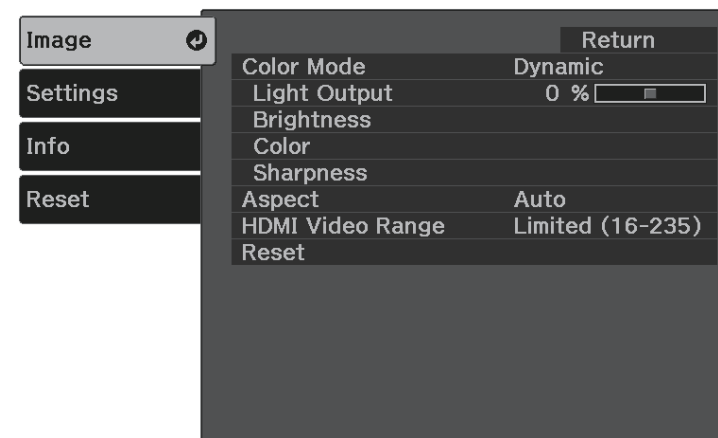 Image
Settings
Info
Reset
Return
Color Mode Dynamic
Light Output 0 %
Brightness
Color
Sharpness
Aspect Auto
HDMI Video Range Limited (16-235)
Reset